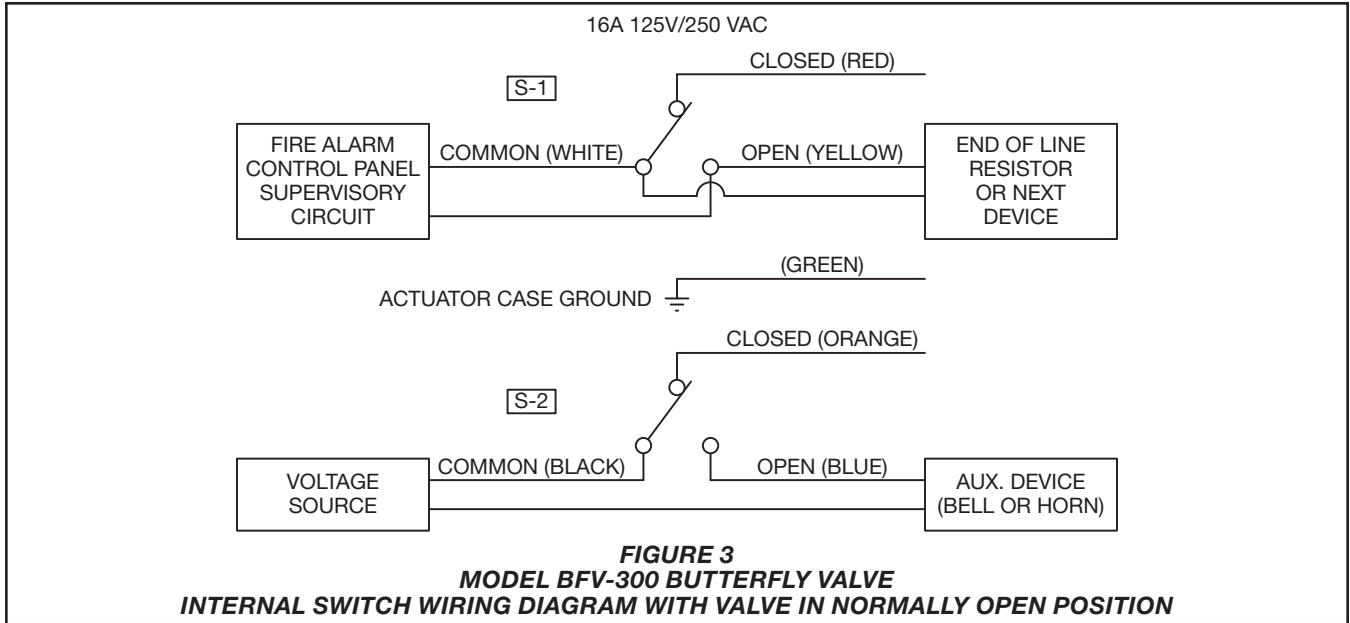 16A 125V/250 VAC
CLOSED (RED)
S-1
FIRE ALARM
CONTROL PANEL
SUPERVISORY
CIRCUIT
COMMON (WHITE)
OPEN (YELLOW)
END OF LINE
RESISTOR
OR NEXT
DEVICE
(GREEN)
ACTUATOR CASE GROUND
CLOSED (ORANGE)
S-2
VOLTAGE
SOURCE
COMMON (BLACK)
OPEN (BLUE)
AUX. DEVICE
(BELL OR HORN)
FIGURE 3
MODEL BFV-300 BUTTERFLY VALVE
INTERNAL SWITCH WIRING DIAGRAM WITH VALVE IN NORMALLY OPEN POSITION